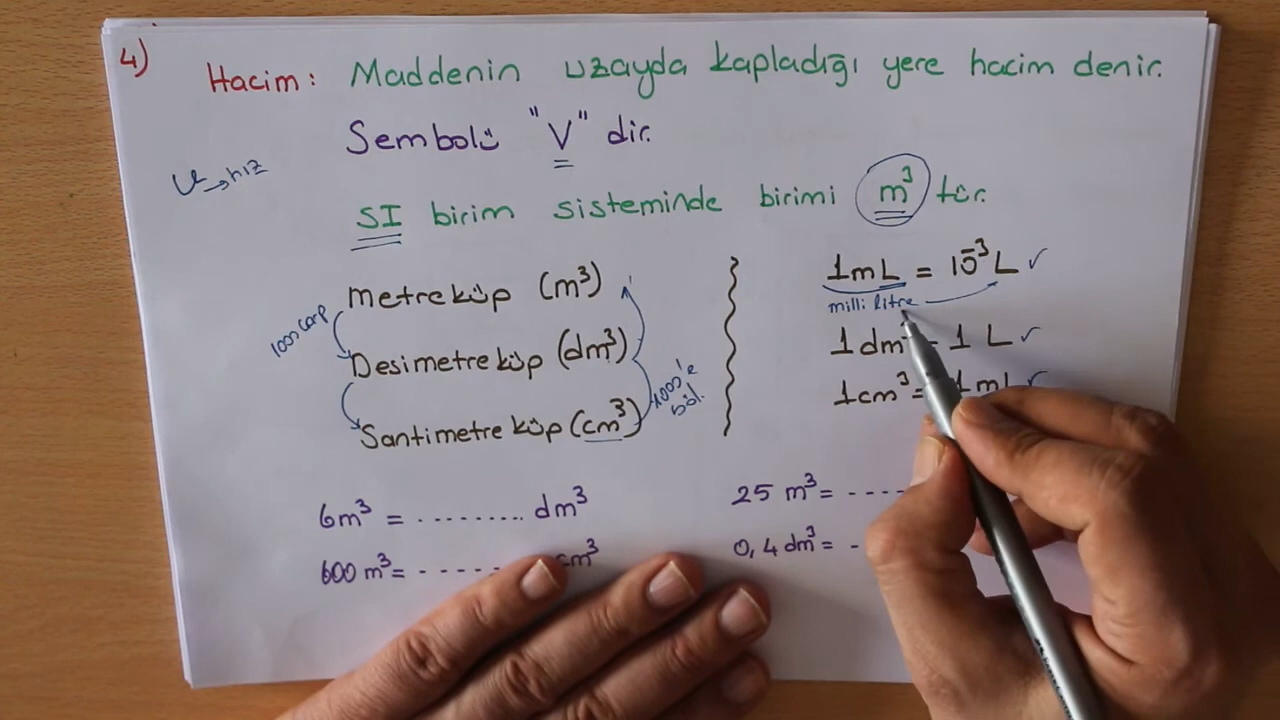 4)
Hacim: Maddenin uzayda kapladığı yere hacim denir.
Sembolü "V" dir.
v→hız
SI birim sisteminde birimi m³ tür.
Metreküp (m³)
1000 çarp
Desimetreküp (dm³)
Santimetreküp (cm³)
1000'e
böl.
1mL = 10⁻³ L ✓
mili litre
1dm³ = 1 L ✓
1cm³ = 1mL ✓
6m³ = ......... dm³
600 m³ = - - - - - cm³
25 m³ = - - - -
0,4 dm³ = -